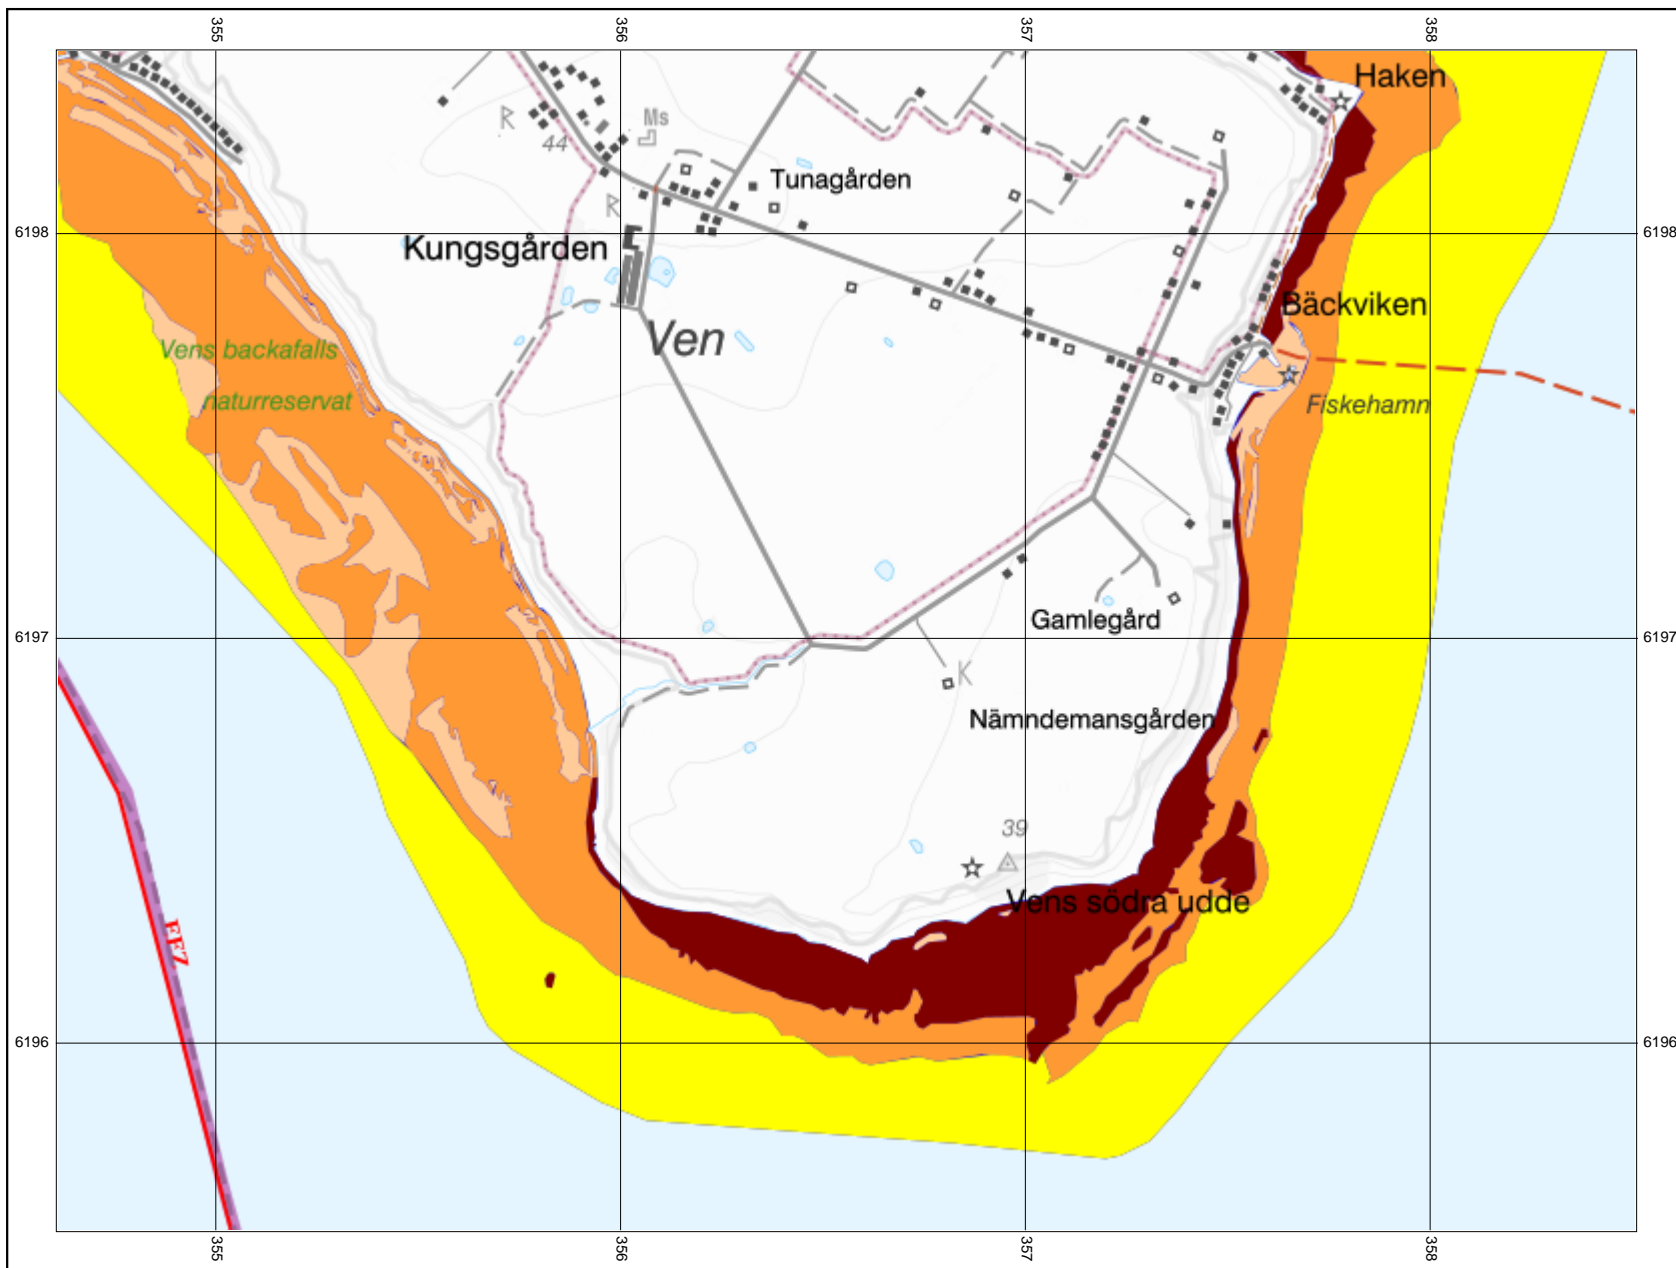 355
356
357
358
Haken
Ms
R
44
Tunagården
R
6198
Kungsgården
6198
Bäckviken
Ven
Vens backafalls
naturreservat
Fiskehamn
Gamlegård
6197
6197
K
Nämndemansgården
39
Vens södra udde
6196
6196
355
356
357
358